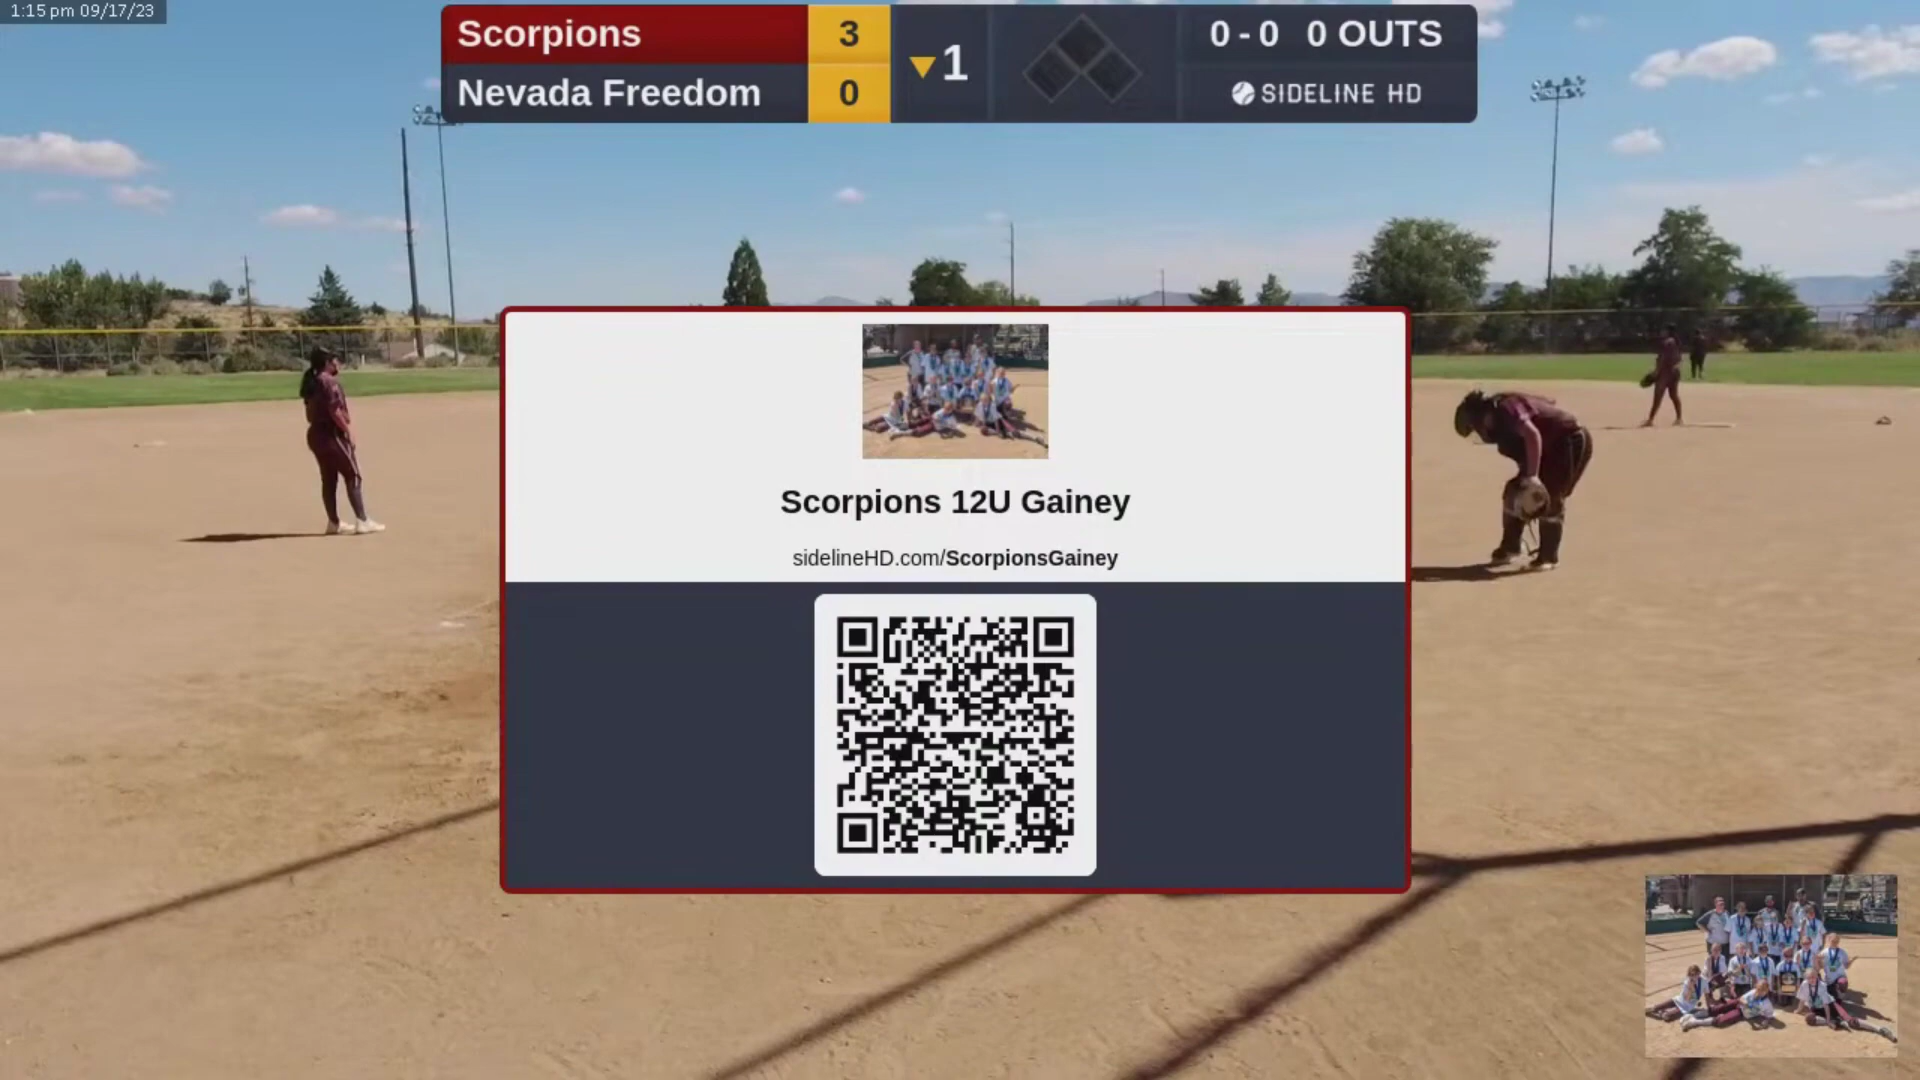 1:15 pm 09/17/23
Scorpions 3
Nevada Freedom 0
1
0 - 0 0 OUTS
SIDELINE HD
Scorpions 12U Gainey
sidelineHD.com/ScorpionsGainey